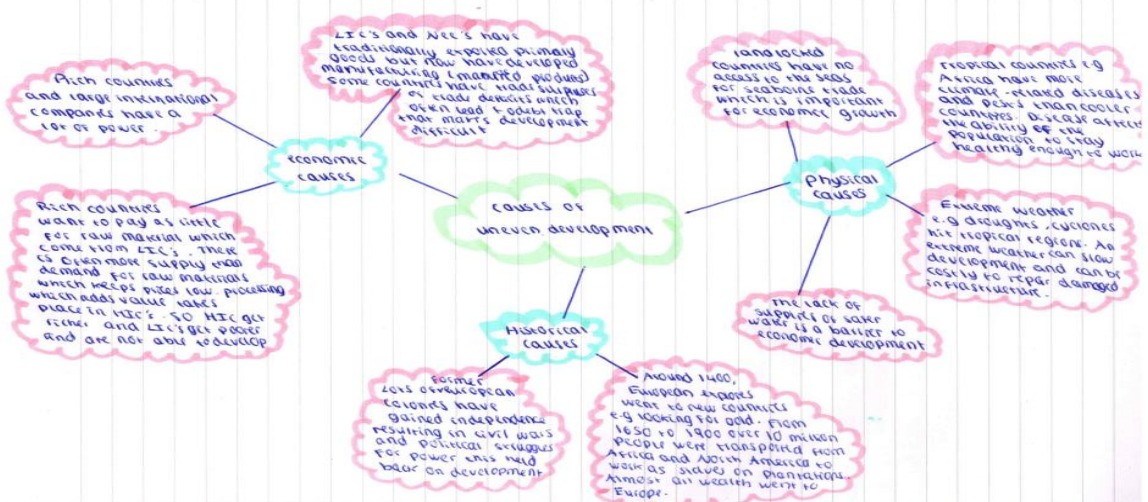 causes of
uneven development
economic
causes
Rich countries
and large international
companies have a
lot of power.
LIC's and NEE's have
traditionally exported primary
goods but now have developed
manufacturing (manufed products)
some countries have trade surpluses
or trade deficits which
often lead to debt trap
that marr's development
difficult
Rich countries
want to pay as little
for raw material which
come from LIC's. There
is often more supply than
demand for raw materials
which keeps prices low. processing
which adds value takes
place in HIC's. SO HIC get
richer and LIC's get poorer
and are not able to develop
Physical
causes
landlocked
countries have no
access to the seas
for seaborne trade
which is important
for economic growth
Tropical countries e.g
Africa have more
climate-related diseases
and pests than cooler
countries. Disease affects
the ability of the
population to stay
healthy enough to work
Extreme weather
e.g droughts, cyclones
hit tropical regions. An
extreme weather can slow
development and can be
costly to repair damaged
infrastructure.
The lack of
supplies of safer
water is a barrier to
economic development
Historical
causes
Former
Lots of european
colonies have
gained independence
resulting in civil wars
and political struggles
for power this held
back on development
Around 1400,
European expores
went to new countries
e.g looking for gold. From
1650 to 1900 over 10 million
people were transported from
Africa and North America to
work as slaves on plantations.
Almost all wealth went to
Europe.